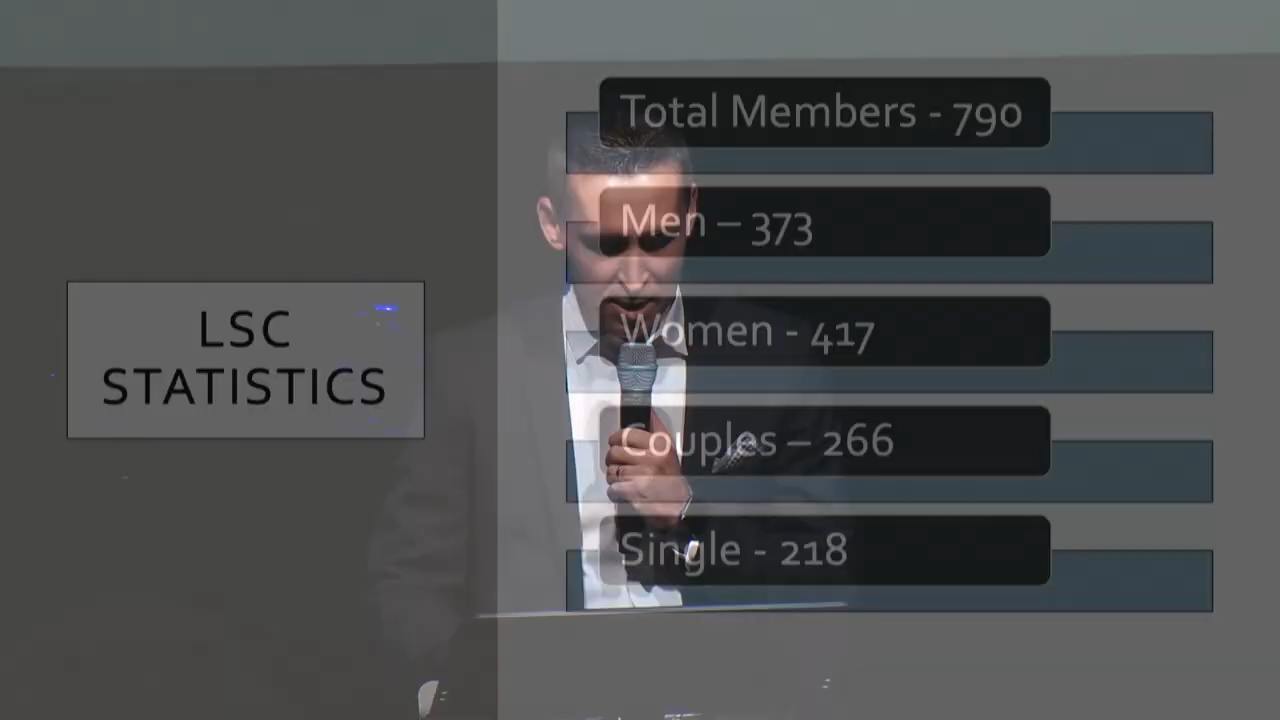 LSC
STATISTICS
Total Members - 790
Men – 373
Women - 417
Couples – 266
Single - 218